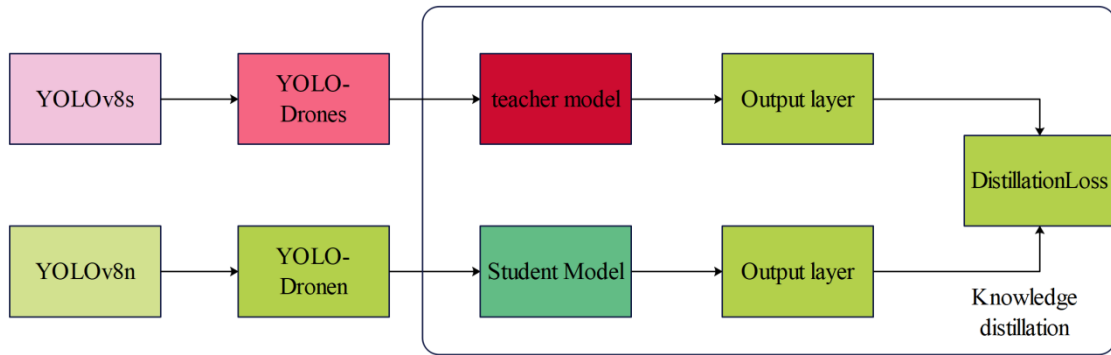 YOLOv8s
YOLO-
Drones
teacher model
Output layer
DistillationLoss
YOLOv8n
YOLO-
Dronen
Student Model
Output layer
Knowledge
distillation